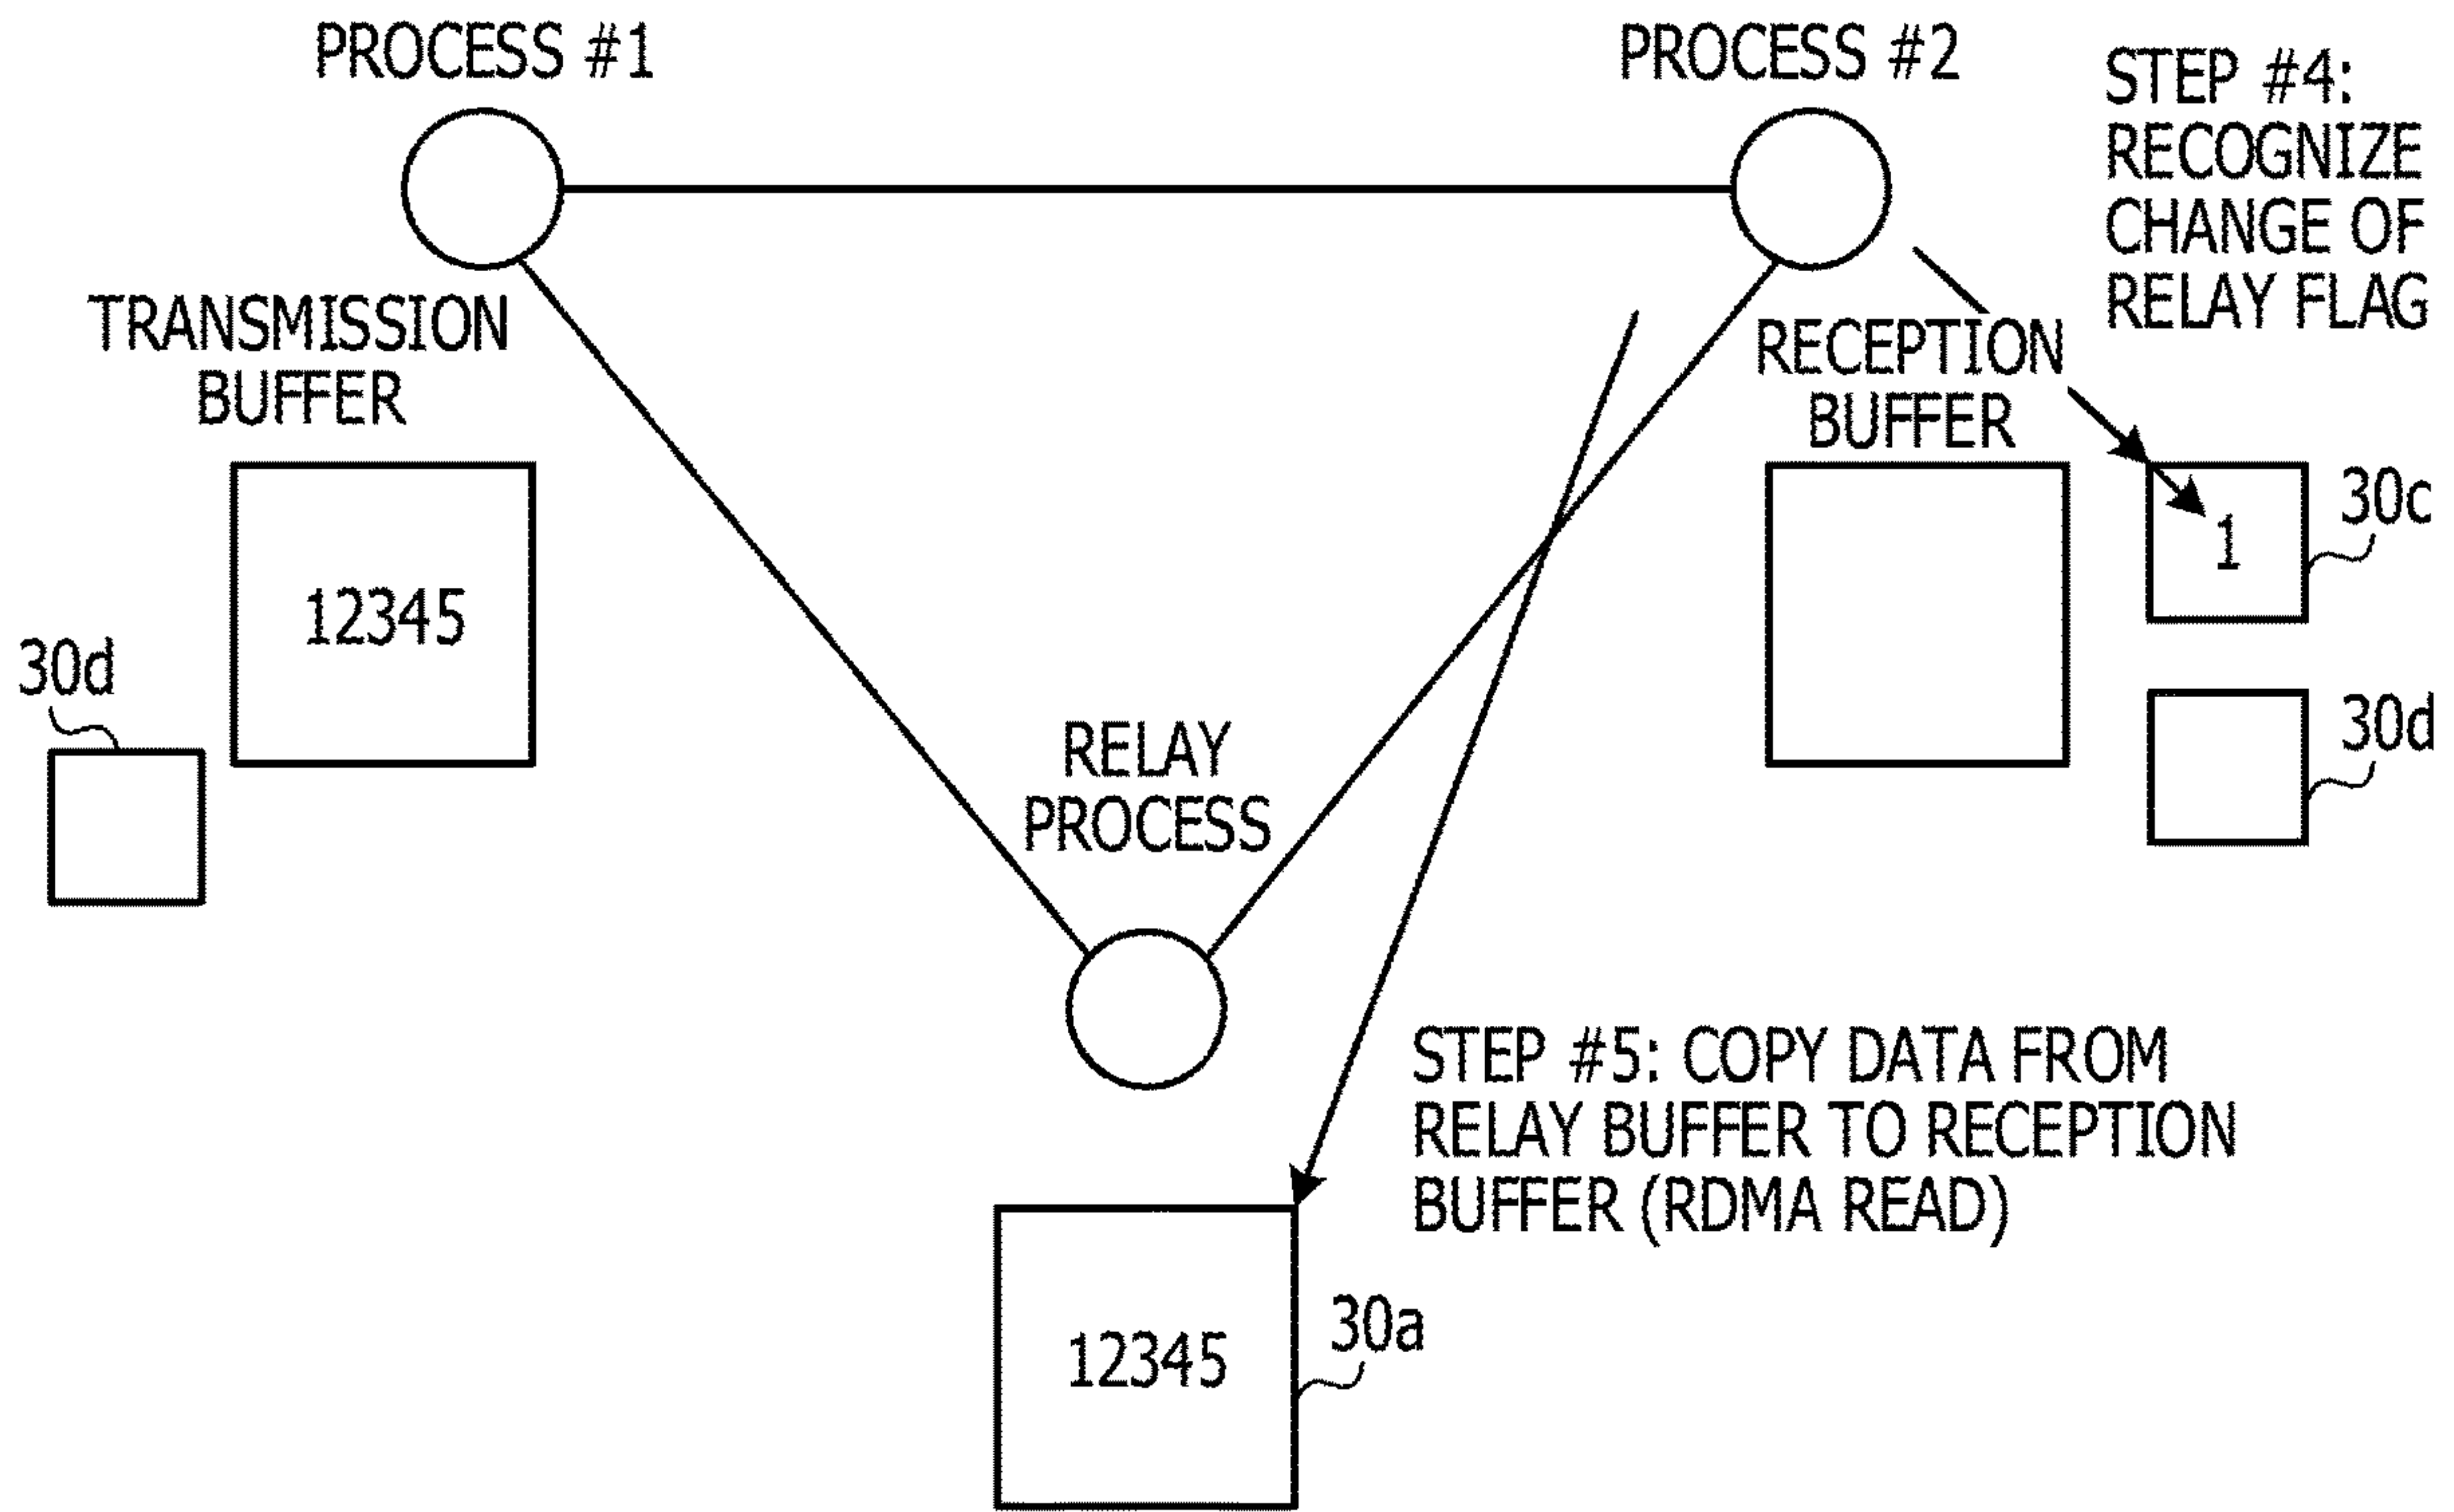 PROCESS #1
PROCESS #2
STEP #4:
RECOGNIZE
CHANGE OF
RELAY FLAG
TRANSMISSION
BUFFER
RECEPTION
BUFFER
12345
30d
1
30c
30d
RELAY
PROCESS
STEP #5: COPY DATA FROM
RELAY BUFFER TO RECEPTION
BUFFER (RDMA READ)
12345
30a